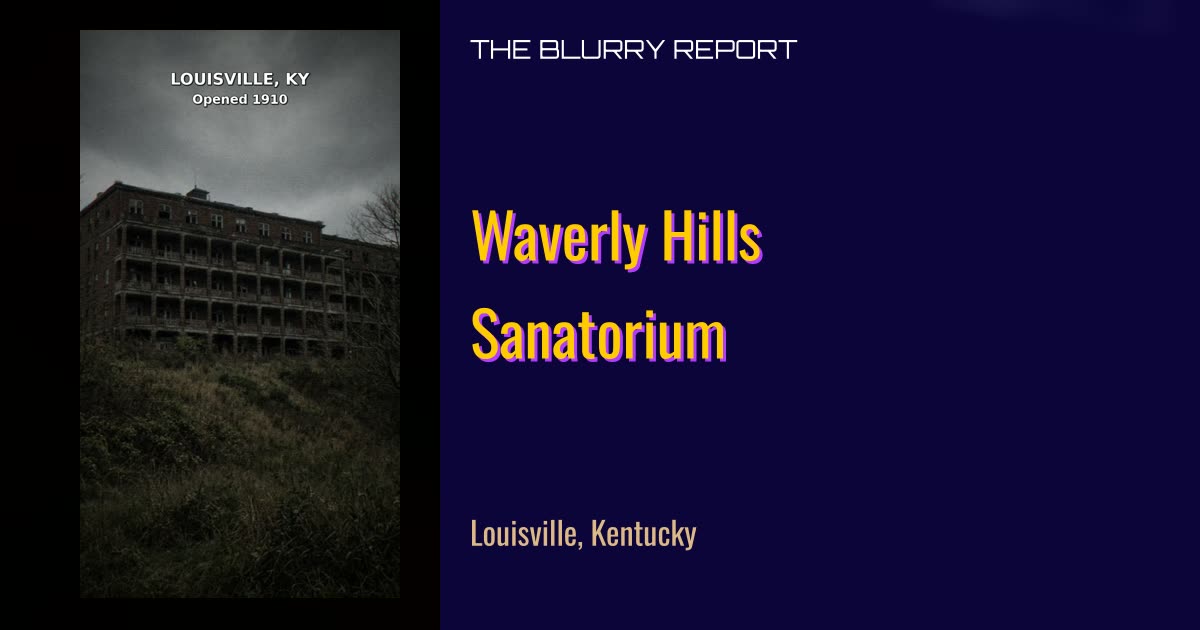 LOUISVILLE, KY
Opened 1910
THE BLURRY REPORT
Waverly Hills
Sanatorium
Louisville, Kentucky